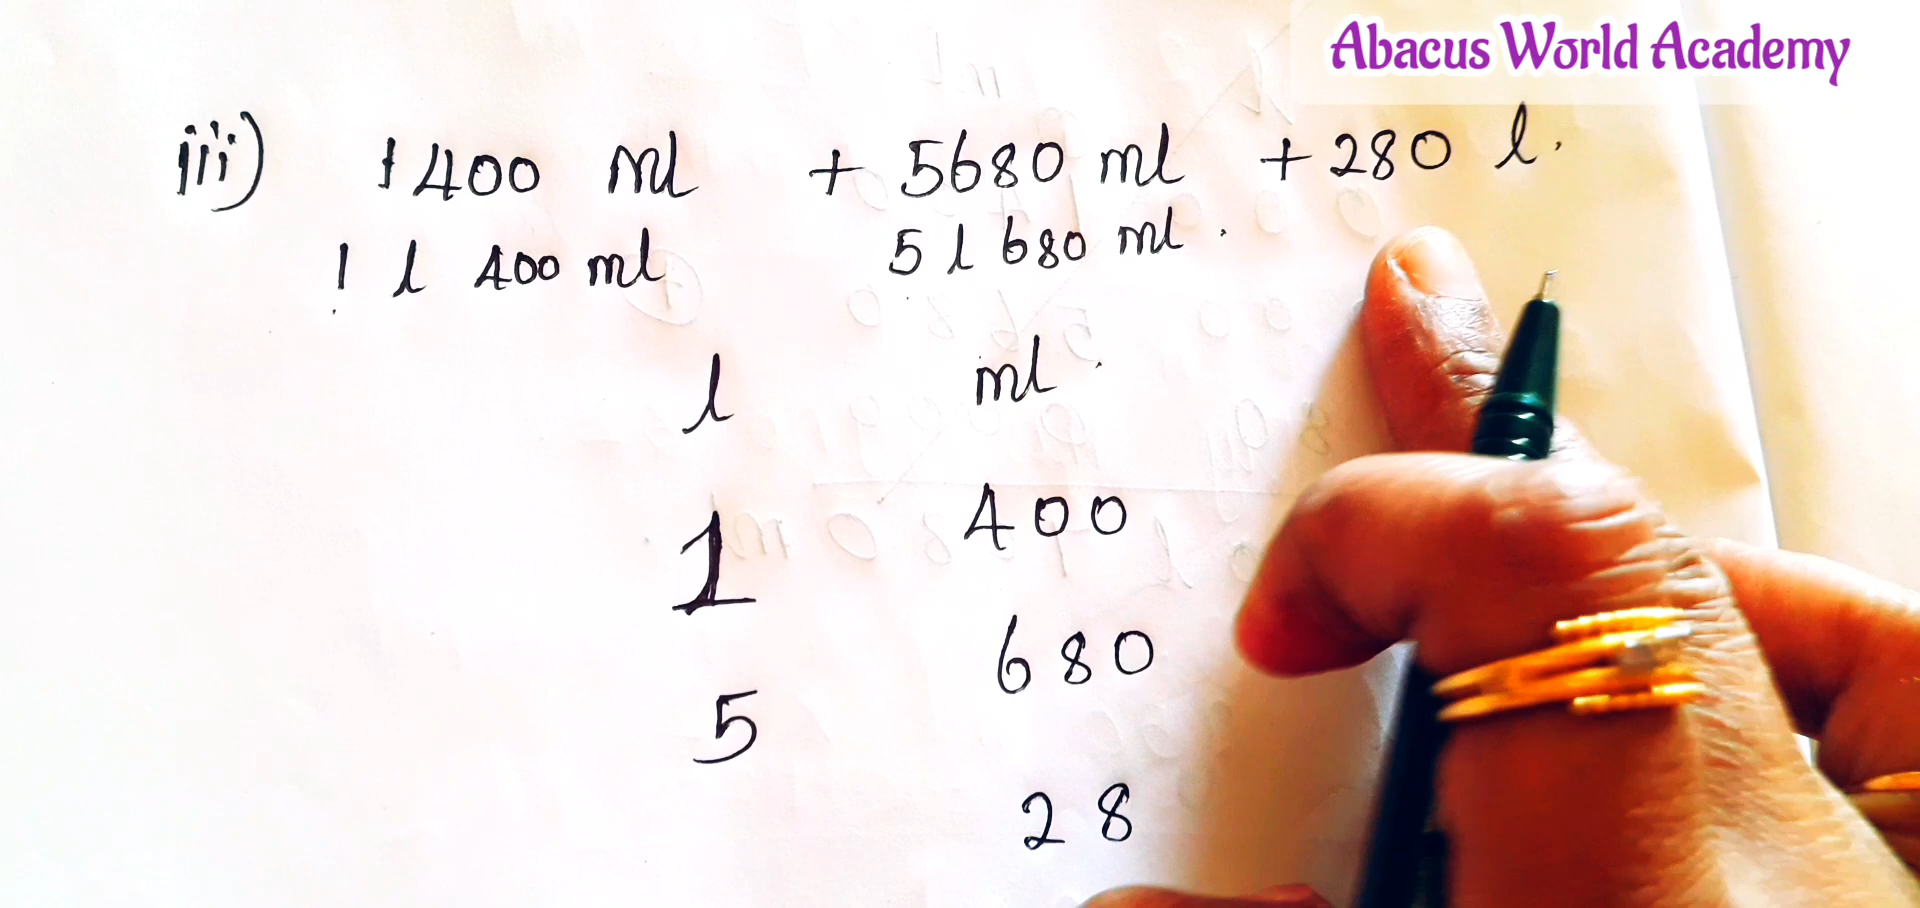 Abacus World Academy
iii) 1400 ml + 5680 ml + 280 l.
1 l 400 ml 5 l 680 ml.
l ml.
1 400
5 680
28